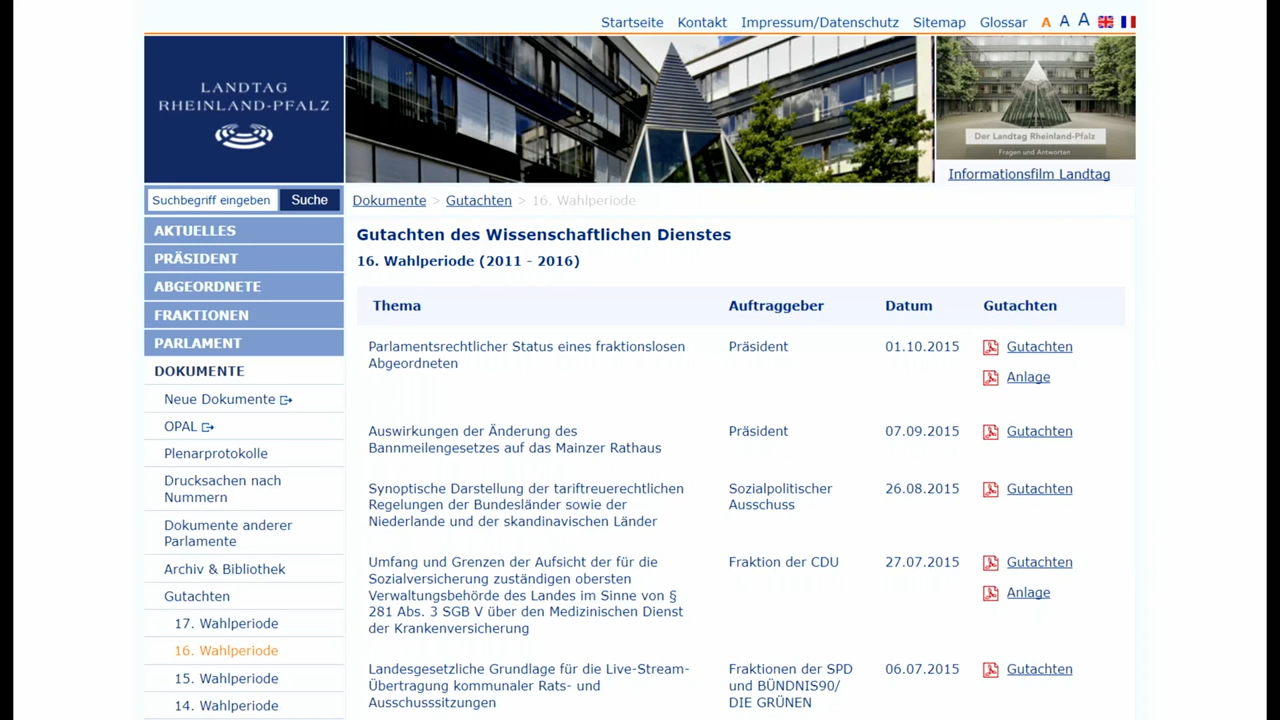 Startseite Kontakt Impressum/Datenschutz Sitemap Glossar A A A
LANDTAG
RHEINLAND-PFALZ
Der Landtag Rheinland-Pfalz
Fragen und Antworten
Informationsfilm Landtag
Suchbegriff eingeben Suche
Dokumente > Gutachten > 16. Wahlperiode
AKTUELLES
PRÄSIDENT
ABGEORDNETE
FRAKTIONEN
PARLAMENT
DOKUMENTE
Neue Dokumente
OPAL
Plenarprotokolle
Drucksachen nach
Nummern
Dokumente anderer
Parlamente
Archiv & Bibliothek
Gutachten
17. Wahlperiode
16. Wahlperiode
15. Wahlperiode
14. Wahlperiode
Gutachten des Wissenschaftlichen Dienstes
16. Wahlperiode (2011 - 2016)
Thema Auftraggeber Datum Gutachten
Parlamentsrechtlicher Status eines fraktionslosen Präsident 01.10.2015 Gutachten
Abgeordneten Anlage
Auswirkungen der Änderung des Präsident 07.09.2015 Gutachten
Bannmeilengesetzes auf das Mainzer Rathaus
Synoptische Darstellung der tariftreuerechtlichen Sozialpolitischer 26.08.2015 Gutachten
Regelungen der Bundesländer sowie der Ausschuss
Niederlande und der skandinavischen Länder
Umfang und Grenzen der Aufsicht der für die Fraktion der CDU 27.07.2015 Gutachten
Sozialversicherung zuständigen obersten
Verwaltungsbehörde des Landes im Sinne von § Anlage
281 Abs. 3 SGB V über den Medizinischen Dienst
der Krankenversicherung
Landesgesetzliche Grundlage für die Live-Stream- Fraktionen der SPD 06.07.2015 Gutachten
Übertragung kommunaler Rats- und und BÜNDNIS90/
Ausschusssitzungen DIE GRÜNEN